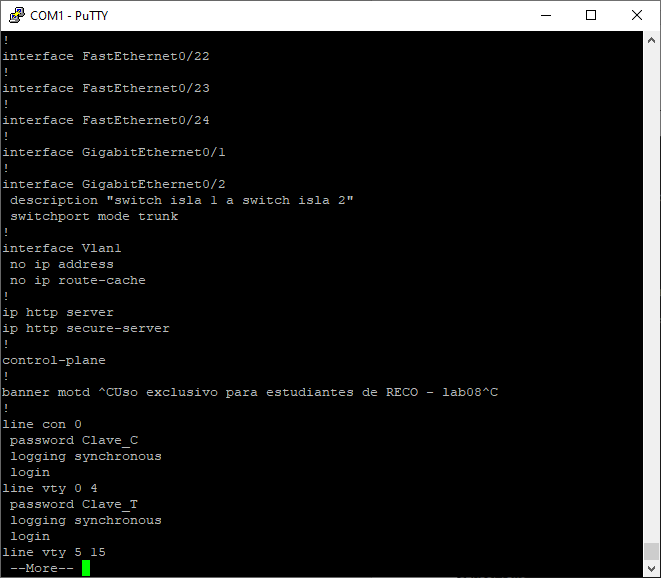 COM1 - PuTTY
!
interface FastEthernet0/22
!
interface FastEthernet0/23
!
interface FastEthernet0/24
!
interface GigabitEthernet0/1
!
interface GigabitEthernet0/2
 description "switch isla 1 a switch isla 2"
 switchport mode trunk
!
interface Vlan1
 no ip address
 no ip route-cache
!
ip http server
ip http secure-server
!
control-plane
!
banner motd ^CUso exclusivo para estudiantes de RECO - lab08^C
!
line con 0
 password Clave_C
 logging synchronous
 login
line vty 0 4
 password Clave_T
 logging synchronous
 login
line vty 5 15
 --More--